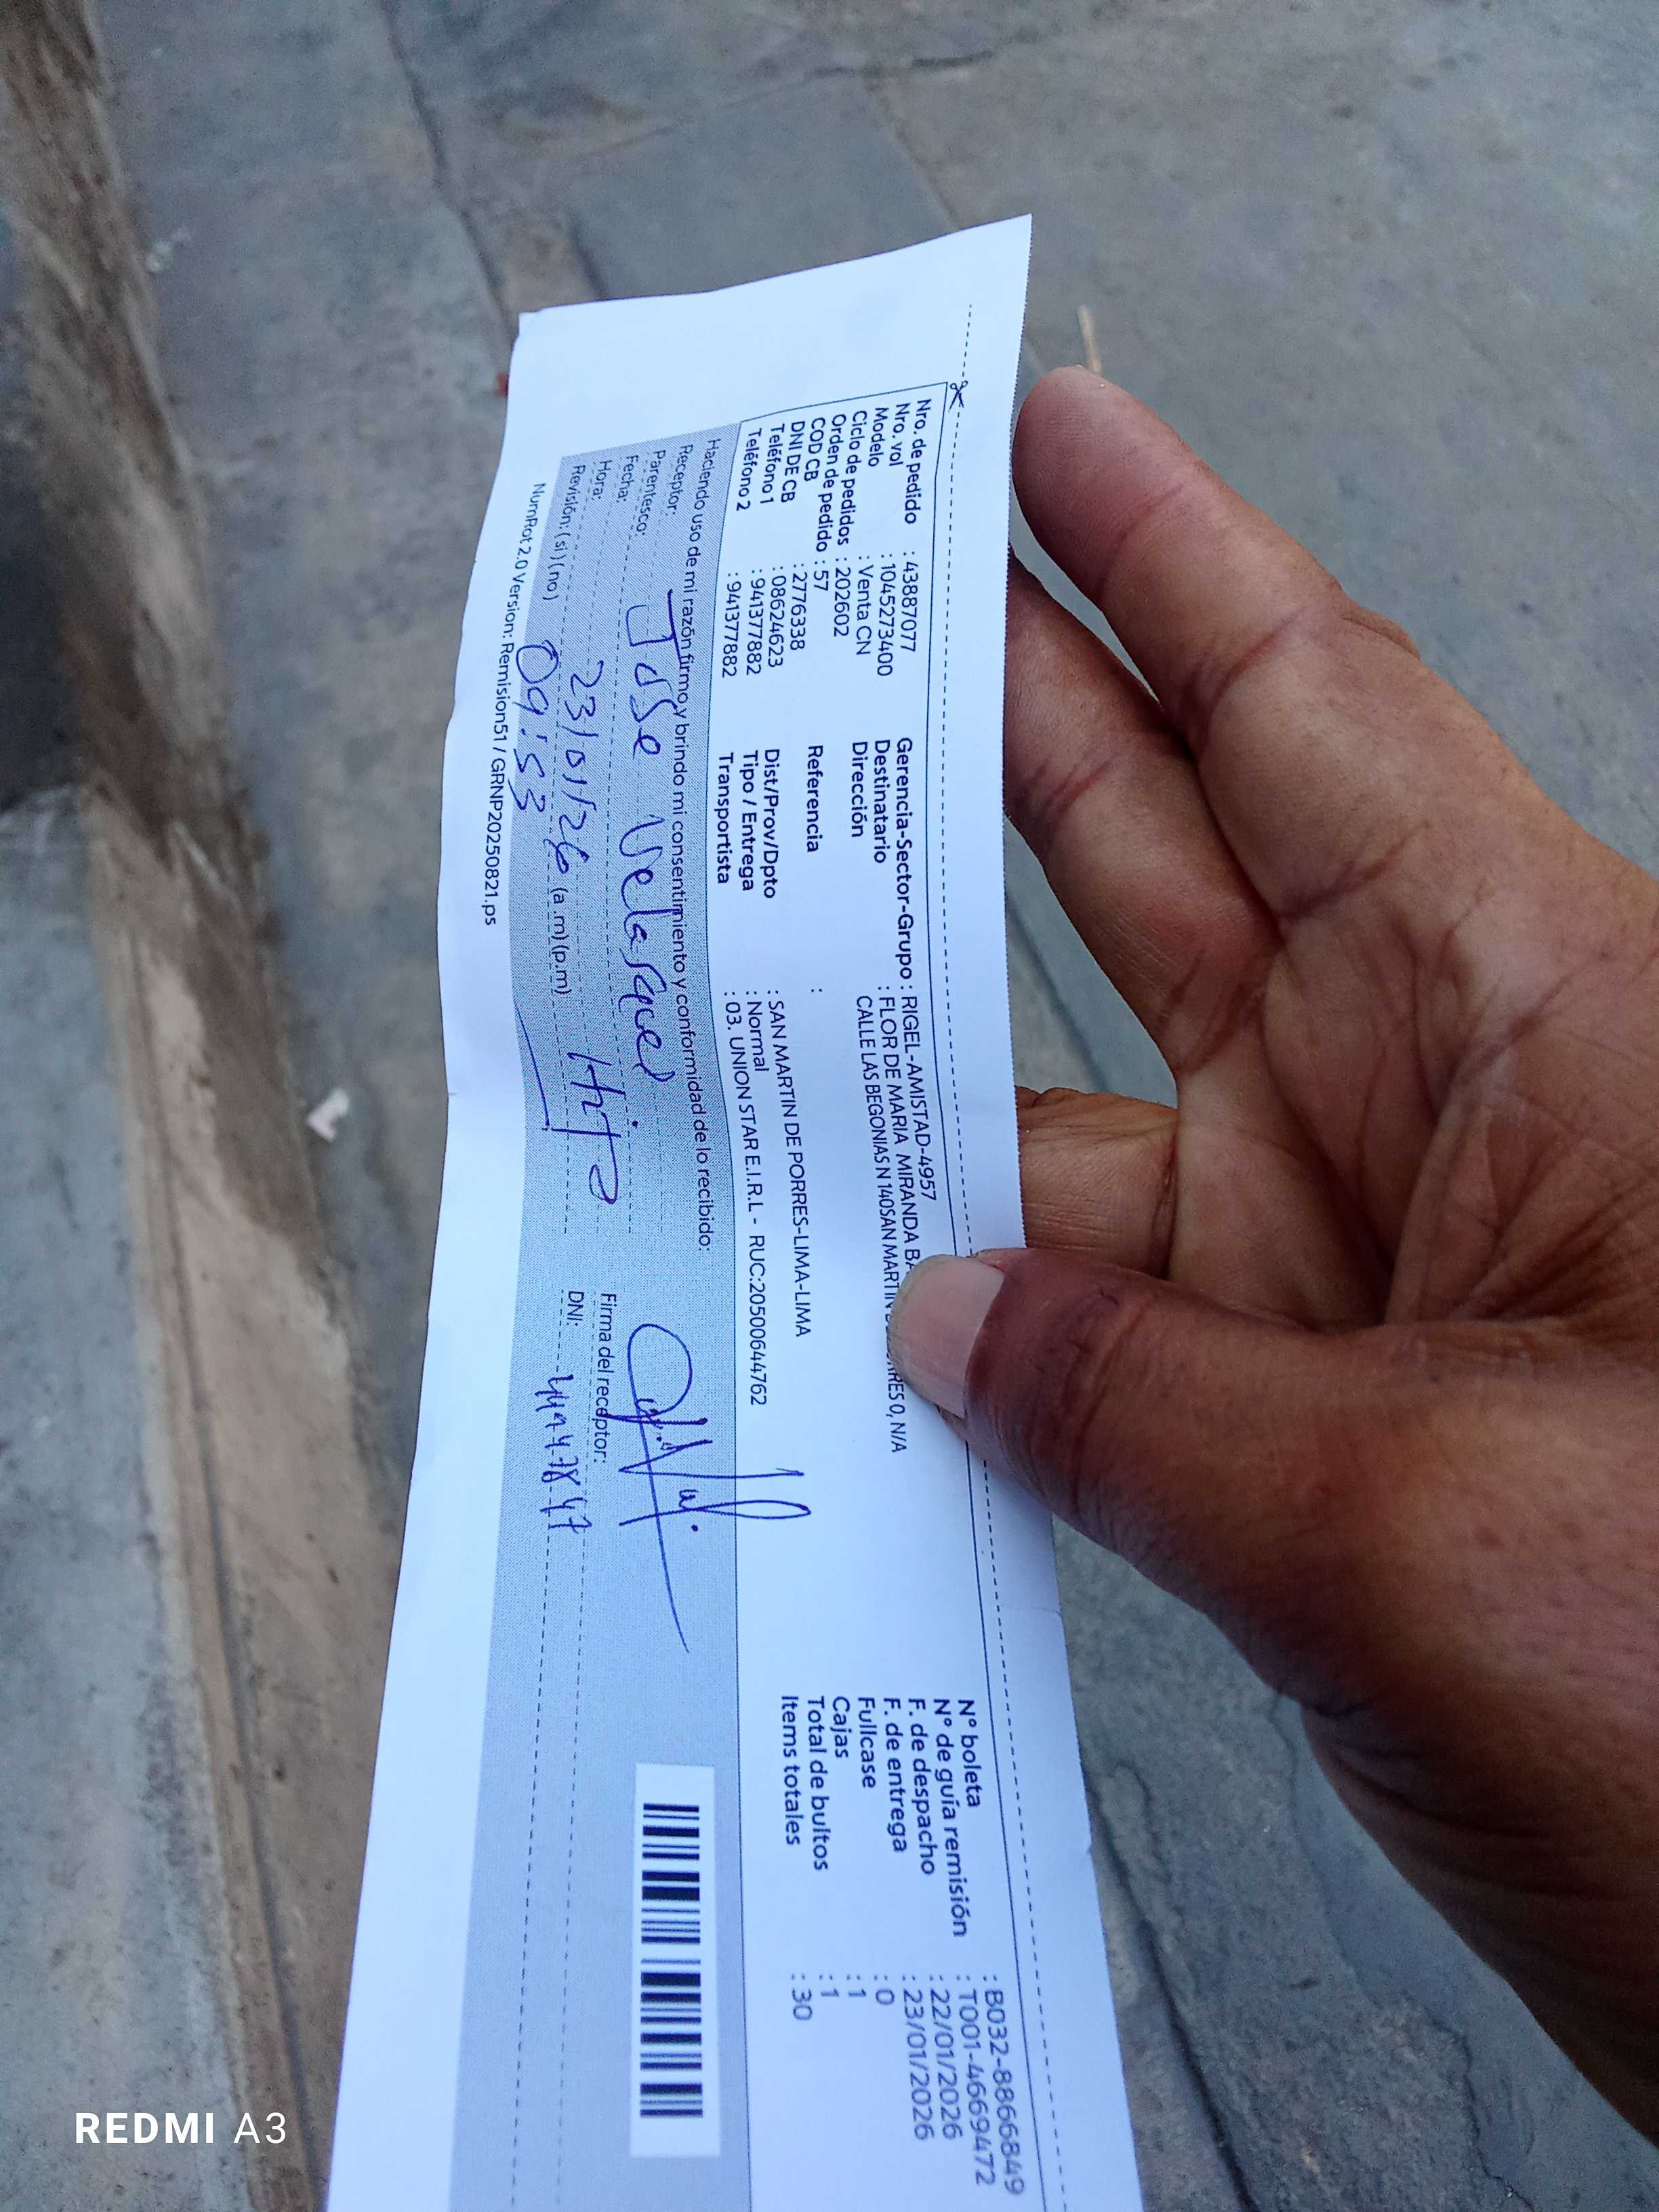 Nro. de pedido : 43887077
Nro. vol : 1045273400
Modelo : Venta CN
Ciclo de pedidos : 202602
Orden de pedido : 57
COD CB : 2776338
DNI DE CB : 08624623
Teléfono 1 : 941377882
Teléfono 2 : 941377882
Gerencia-Sector-Grupo : RIGEL-AMISTAD-4957
Destinatario : FLOR DE MARIA MIRANDA
Dirección CALLE LAS BEGONIAS N 140SAN MARTIN 0, N/A
Referencia :
Dist/Prov/Dpto : SAN MARTIN DE PORRES-LIMA-LIMA
Tipo / Entrega : Normal
Transportista : 03. UNION STAR E.I.R.L - RUC:20500644762
N° boleta : B032-8866849
N° de guía remisión : T001-4669472
F. de despacho : 22/01/2026
F. de entrega : 23/01/2026
Fullcase : 0
Cajas : 1
Total de bultos : 1
Items totales : 30
Haciendo uso de mi razón firmo y brindo mi consentimiento y conformidad de lo recibido:
Receptor: Jose Velasquez
Parentesco: Hijo
Fecha: 23/01/26
Hora: 09:53 (a.m) (p.m)
Revisión: (si) (no)
Firma del receptor:
DNI: 44947847
NumRot 2.0 Version: Remision51 / GRNP20250821.ps
REDMI A3